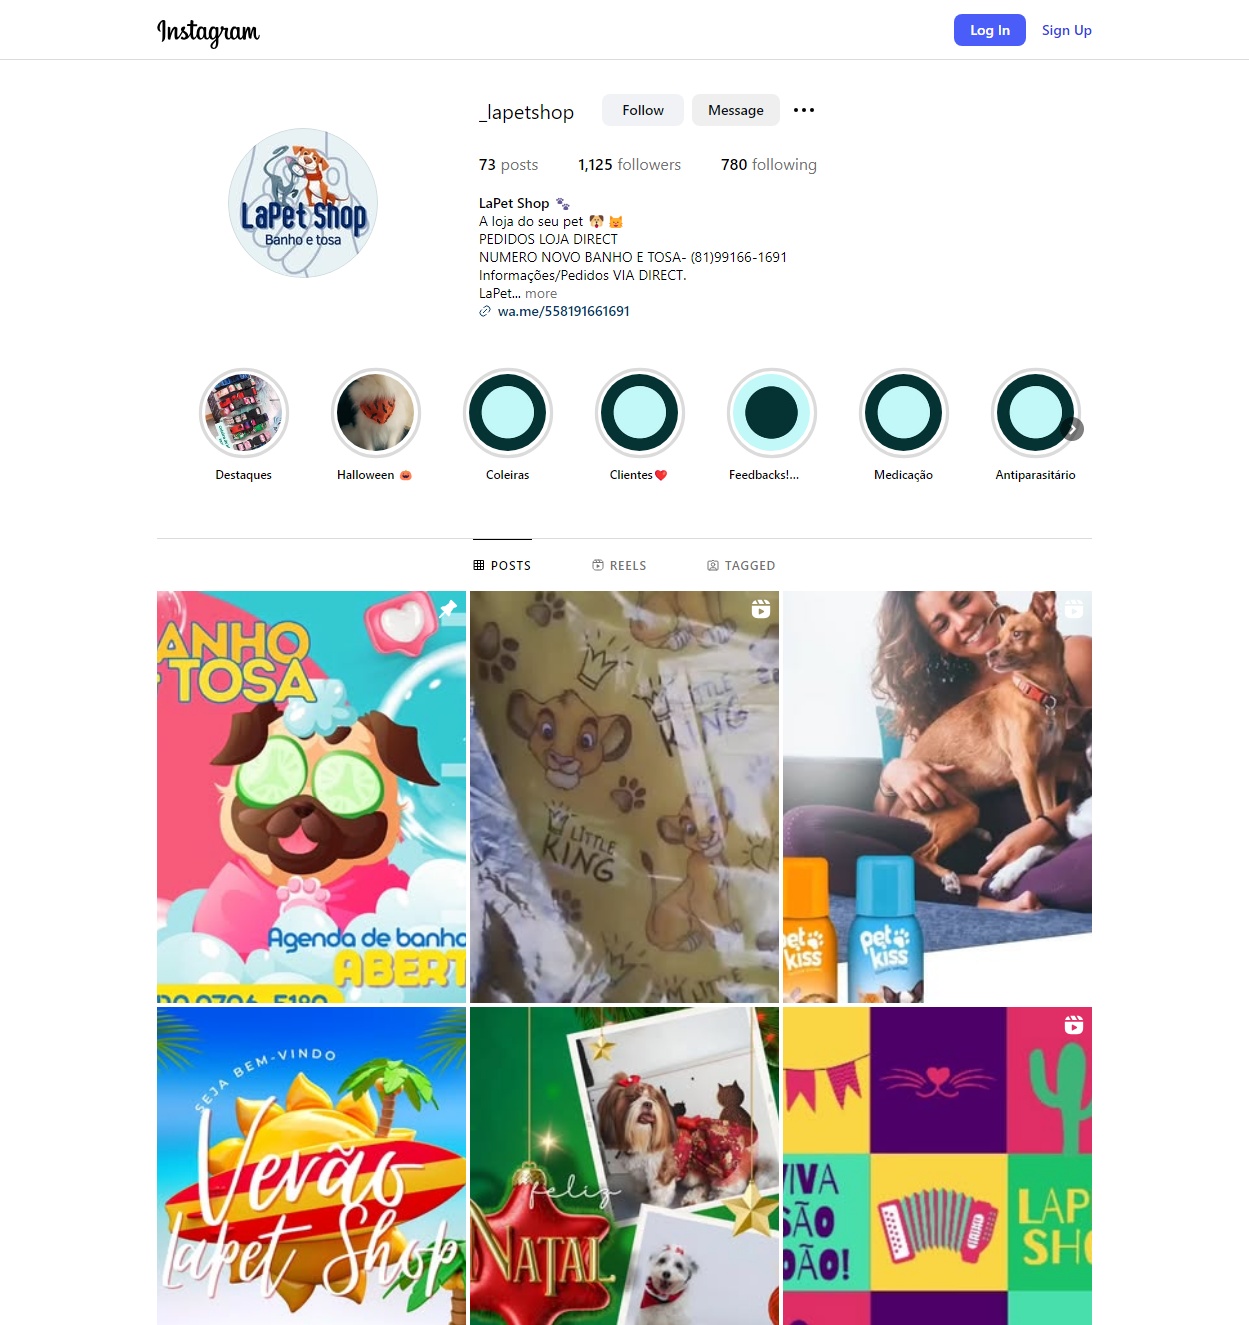 Instagram
Log In
Sign Up
_lapetshop
Follow
Message
73 posts
1,125 followers
780 following
LaPet Shop
Banho e tosa
LaPet Shop 🐾
A loja do seu pet 🐶 😺
PEDIDOS LOJA DIRECT
NUMERO NOVO BANHO E TOSA- (81)99166-1691
Informações/Pedidos VIA DIRECT.
LaPet... more
wa.me/558191661691
Destaques
Halloween 🎃
Coleiras
Clientes❤️
Feedbacks!...
Medicação
Antiparasitário
POSTS
REELS
TAGGED
ANHO
TOSA
Agenda de banho
ABERT
LITTLE
KING
LITTLE
KING
pet
kiss
pet
kiss
SEJA BEM-VINDO
Verão
Lapet Shop
feliz
NATAL
VIVA
SÃO
OÃO!
LAP
SHO